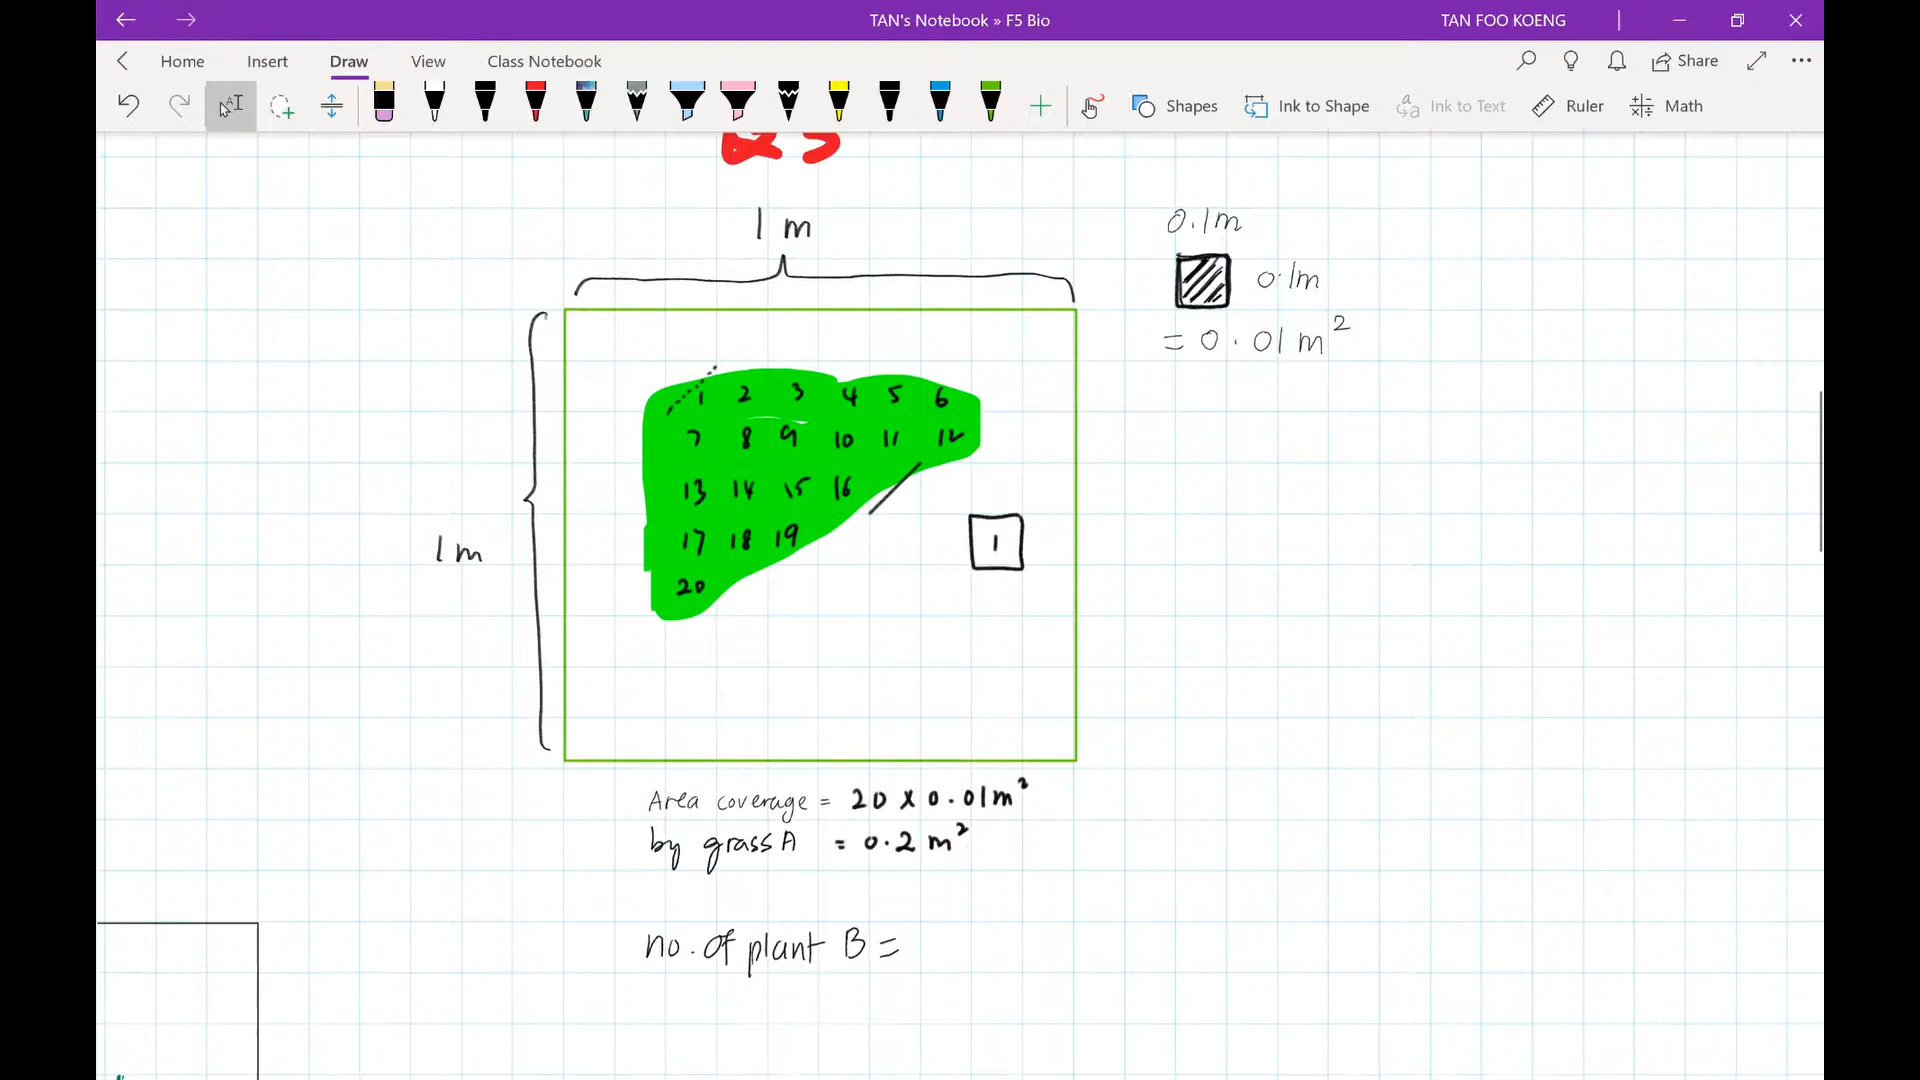 TAN's Notebook » F5 Bio
TAN FOO KOENG
Home Insert Draw View Class Notebook
Share
Shapes Ink to Shape Ink to Text Ruler Math
1 m
0.1m
0.1m
= 0.01 m²
1 2 3 4 5 6
7 8 9 10 11 12
13 14 15 16
17 18 19
1
1 m
20
Area coverage = 20 x 0.01m²
by grass A = 0.2 m²
no. of plant B =